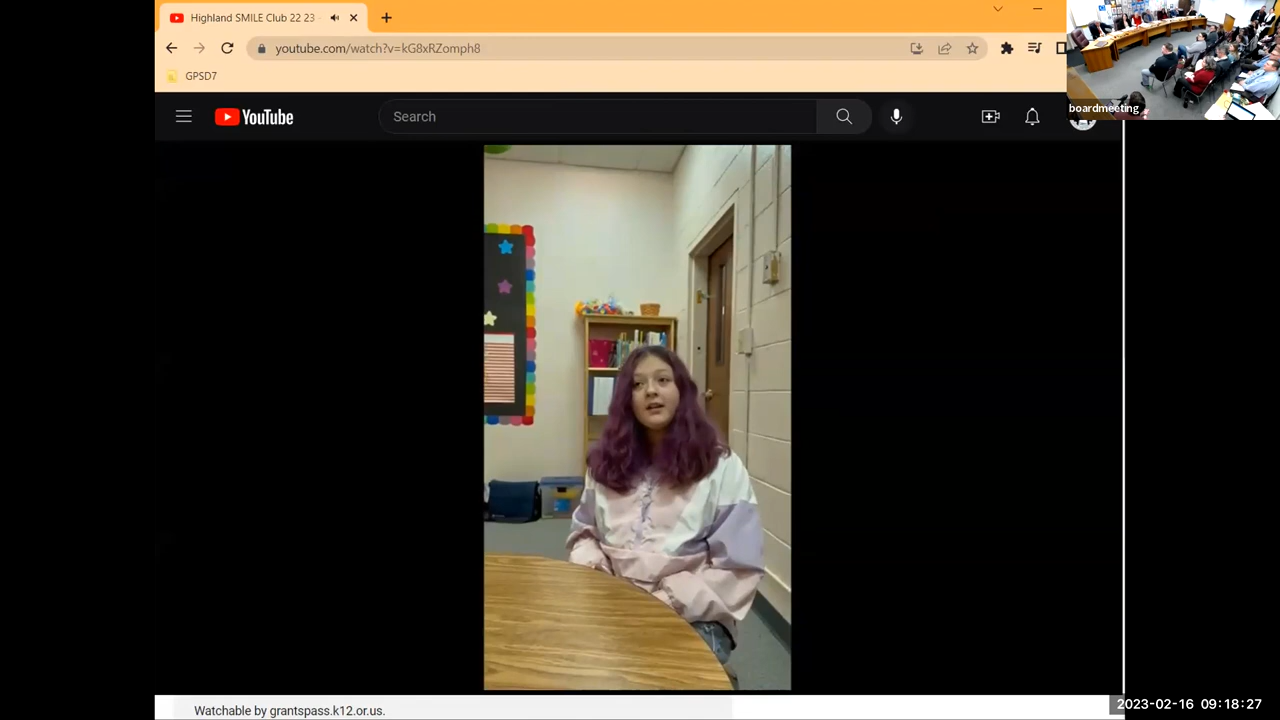 Highland SMILE Club 22 23
youtube.com/watch?v=kG8xRZomph8
GPSD7
boardmeeting
YouTube
Search
Watchable by grantspass.k12.or.us.
2023-02-16 09:18:27